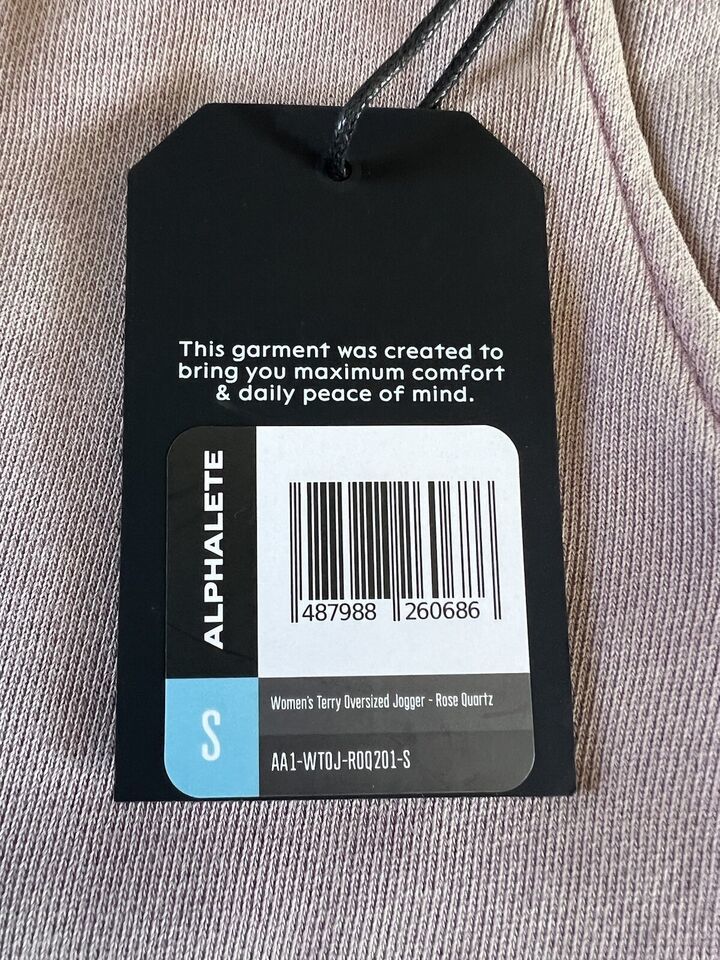 This garment was created to
bring you maximum comfort
& daily peace of mind.
ALPHALETE
487988 260686
Women's Terry Oversized Jogger - Rose Quartz
S
AA1-WTOJ-ROQ201-S